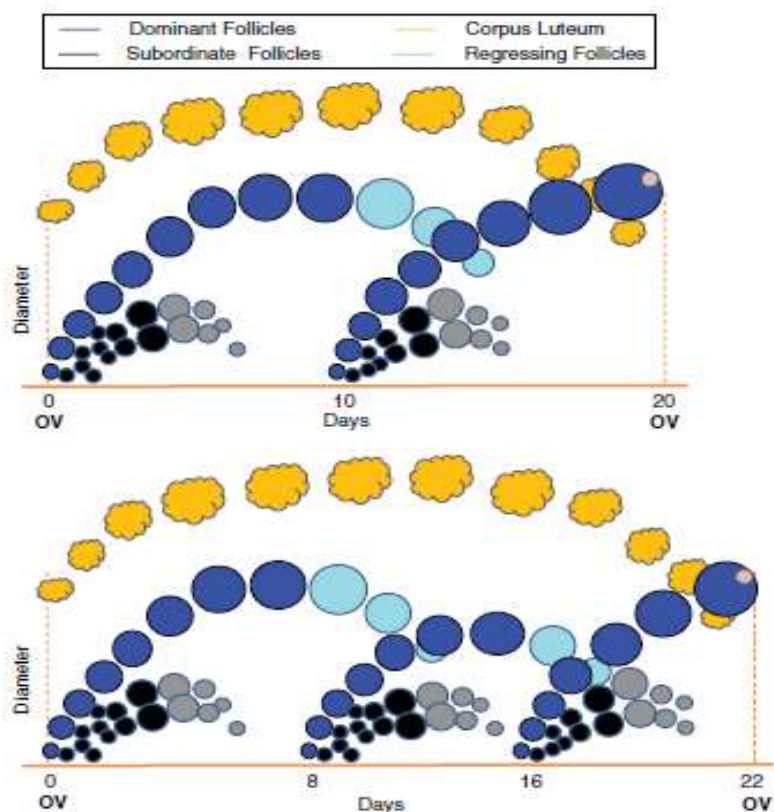 Dominant Follicles Corpus Luteum
Subordinate Follicles Regressing Follicles
Diameter
0 10 20
OV Days OV
Diameter
0 8 16 22
OV Days OV